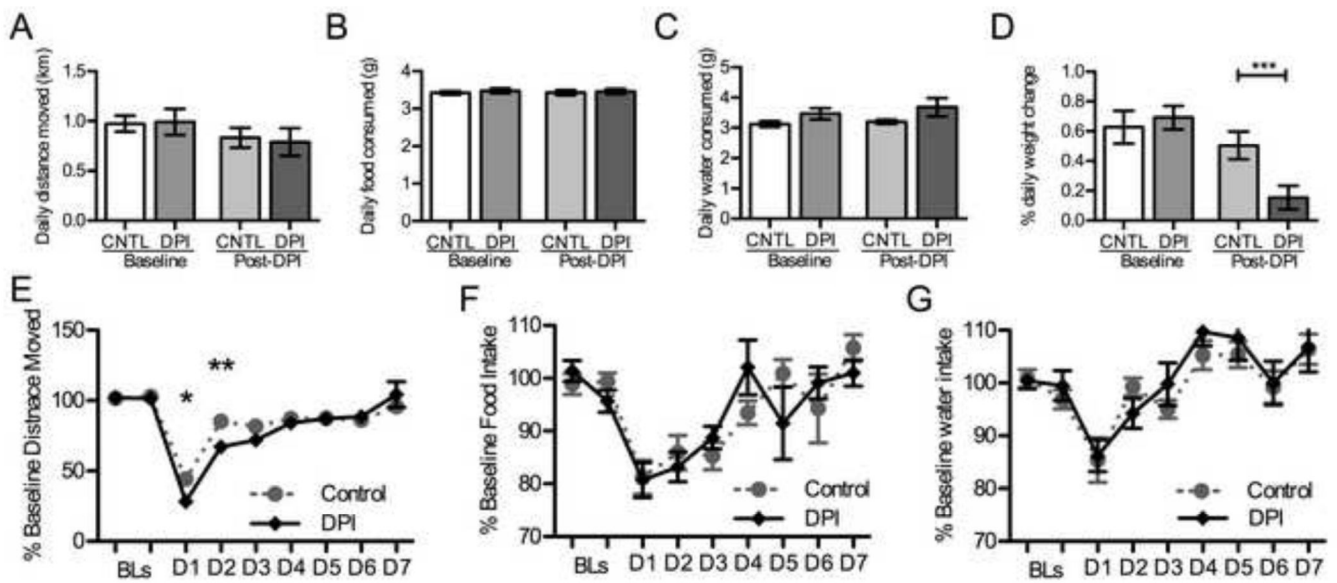 A
Daily distance moved (km)
1.5
1.0
0.5
0.0
CNTL DPI CNTL DPI
Baseline Post-DPI
B
Daily food consumed (g)
4
3
2
1
0
CNTL DPI CNTL DPI
Baseline Post-DPI
C
Daily water consumed (g)
5
4
3
2
1
0
CNTL DPI CNTL DPI
Baseline Post-DPI
D
% daily weight change
1.0
0.8
0.6
0.4
0.2
0.0
***
CNTL DPI CNTL DPI
Baseline Post-DPI
E
% Baseline Distnace Moved
150
100
50
0
*
**
Control
DPI
BLs D1 D2 D3 D4 D5 D6 D7
F
% Baseline Food Intake
110
100
90
80
70
Control
DPI
BLs D1 D2 D3 D4 D5 D6 D7
G
% Baseline water intake
110
100
90
80
70
Control
DPI
BLs D1 D2 D3 D4 D5 D6 D7